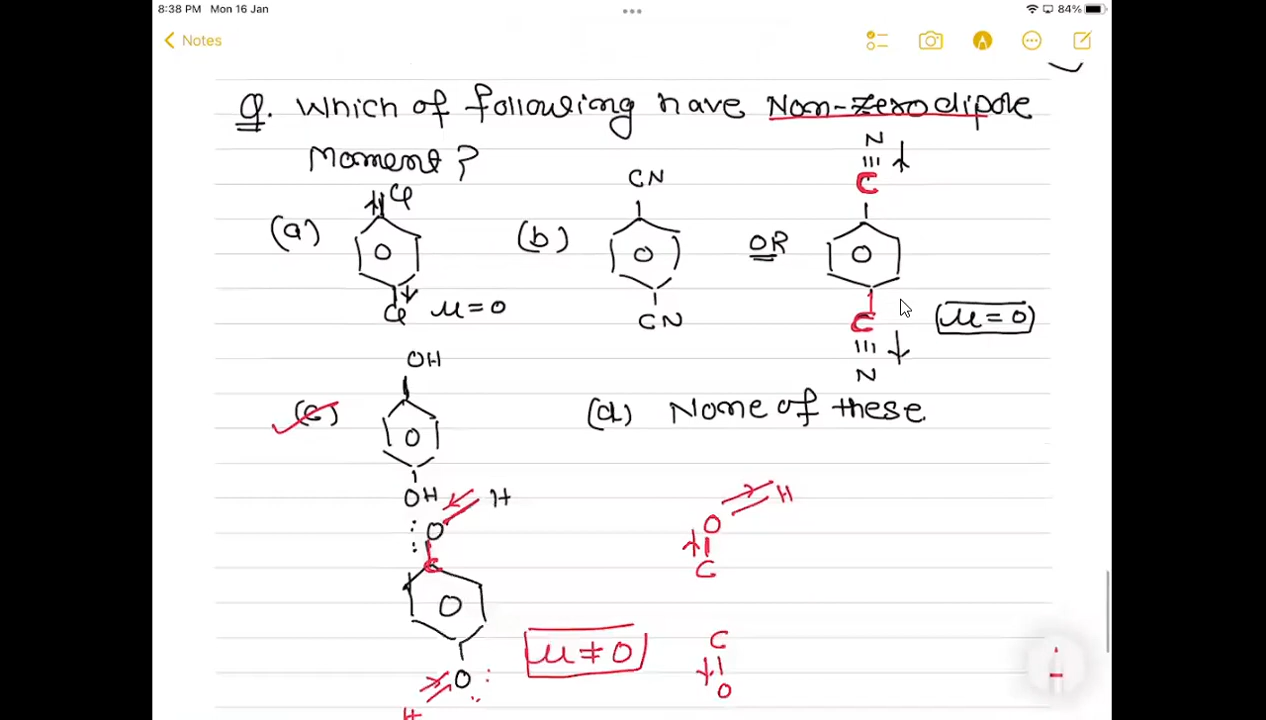 8:38 PM Mon 16 Jan
84%
Notes
Q. Which of following have Non-zero dipole
Moment?
(a) Cl Cl μ = 0
(b) CN CN
OR
N C C N μ = 0
(c) OH OH
(d) None of these
O H
C
O H
μ ≠ 0
O H
C
C
O